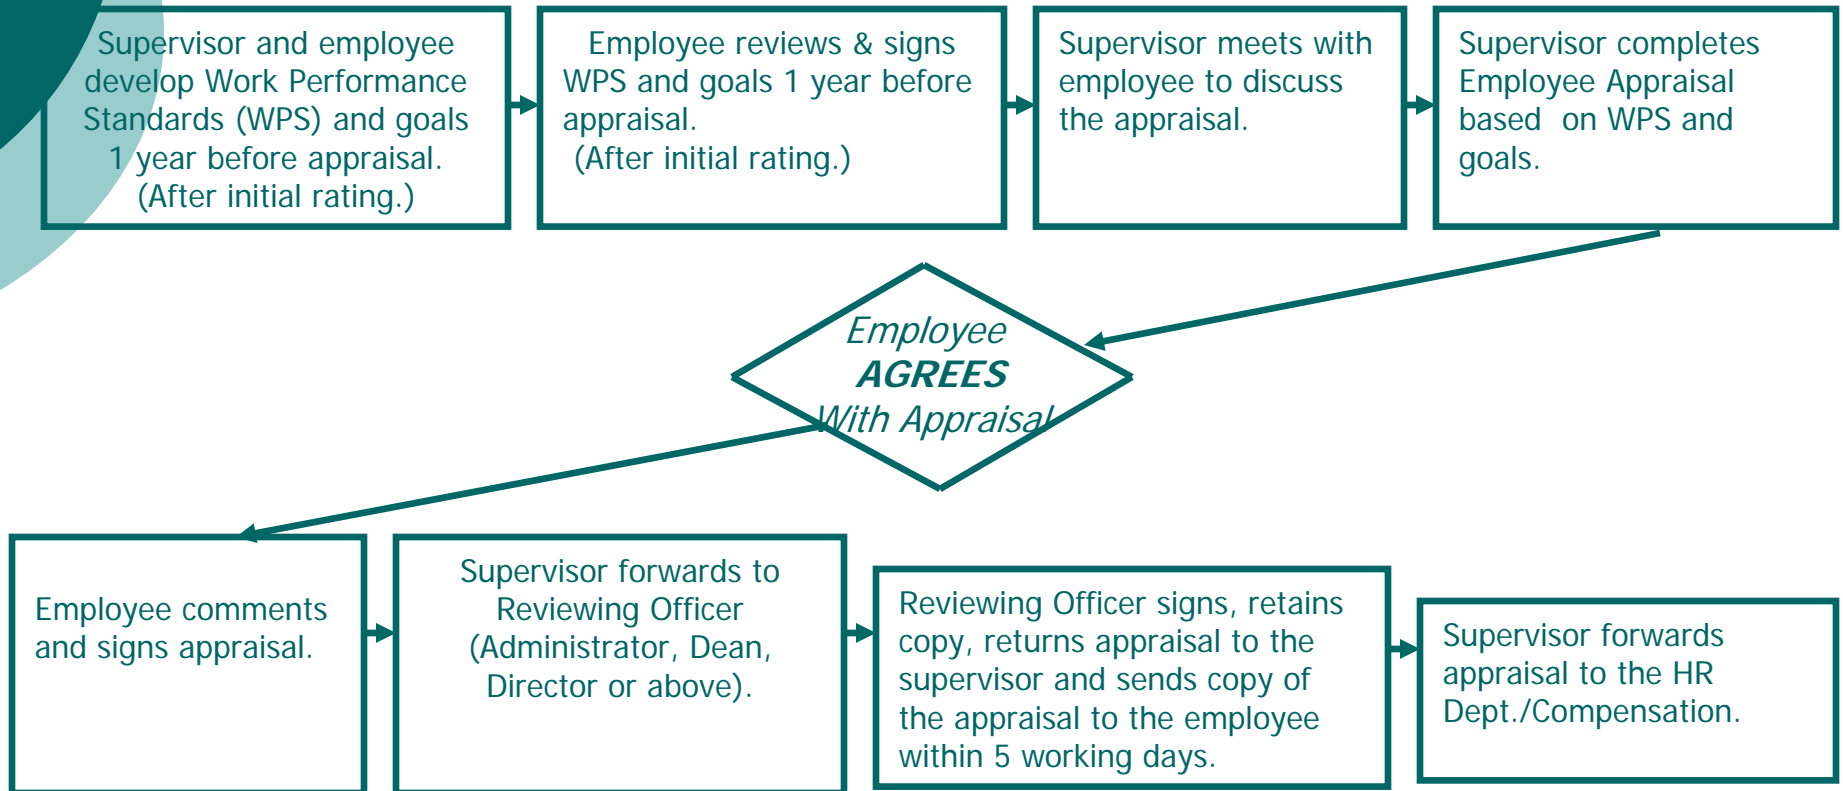 Supervisor and employee
develop Work Performance
Standards (WPS) and goals
1 year before appraisal.
(After initial rating.)
Employee reviews & signs
WPS and goals 1 year before
appraisal.
(After initial rating.)
Supervisor meets with
employee to discuss
the appraisal.
Supervisor completes
Employee Appraisal
based on WPS and
goals.
Employee
AGREES
With Appraisal
Employee comments
and signs appraisal.
Supervisor forwards to
Reviewing Officer
(Administrator, Dean,
Director or above).
Reviewing Officer signs, retains
copy, returns appraisal to the
supervisor and sends copy of
the appraisal to the employee
within 5 working days.
Supervisor forwards
appraisal to the HR
Dept./Compensation.